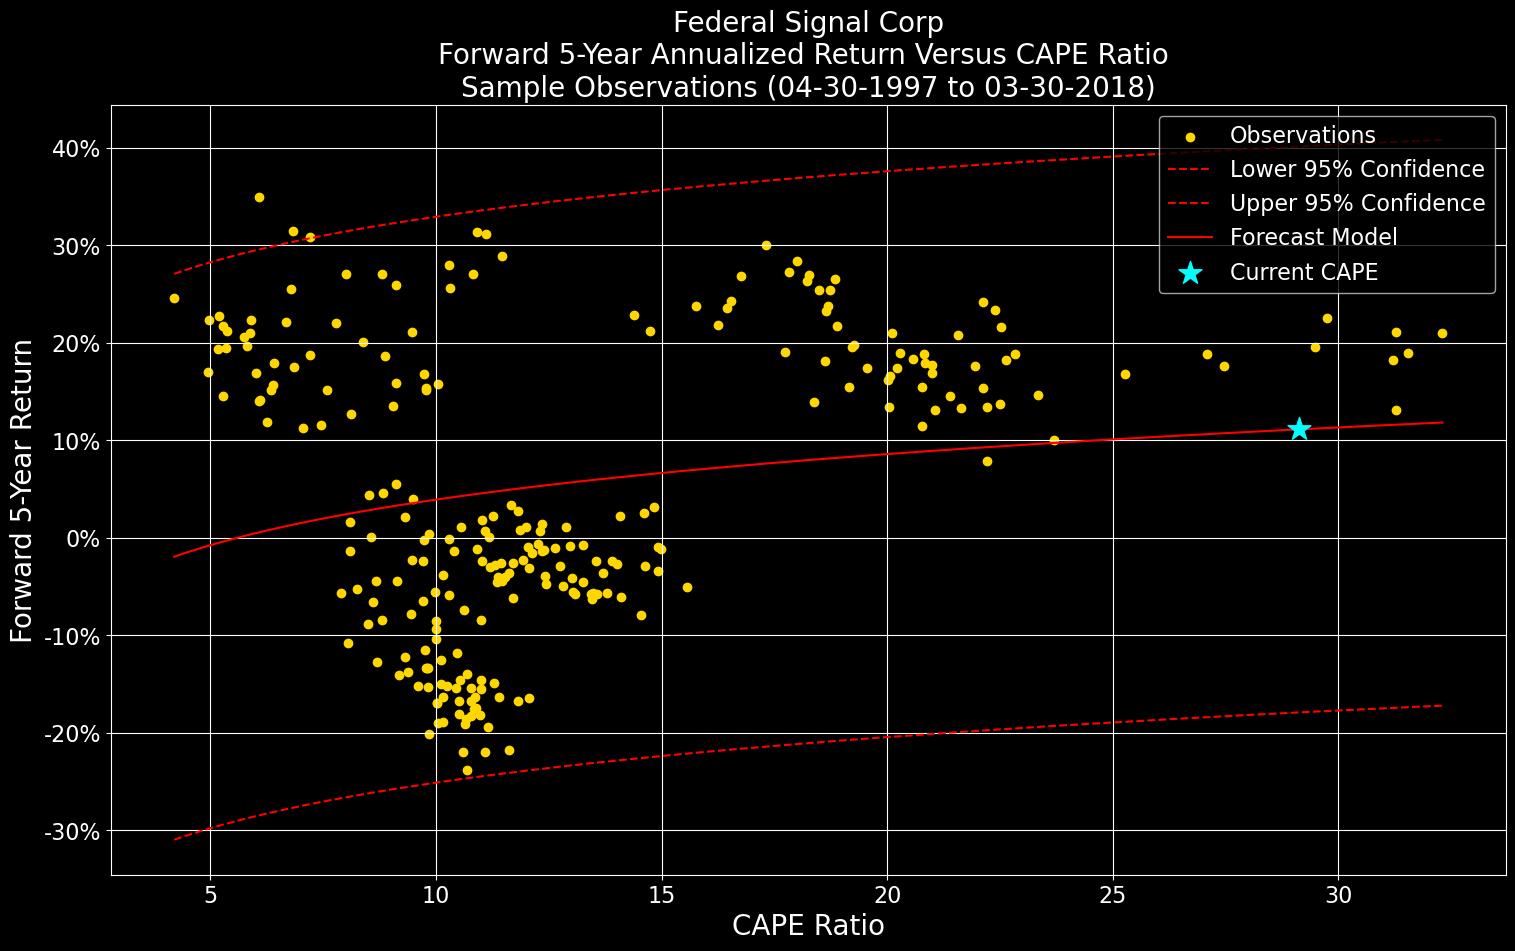 Federal Signal Corp
Forward 5-Year Annualized Return Versus CAPE Ratio
Sample Observations (04-30-1997 to 03-30-2018)
Observations
Lower 95% Confidence
Upper 95% Confidence
Forecast Model
Current CAPE
Forward 5-Year Return
40%
30%
20%
10%
0%
-10%
-20%
-30%
5 10 15 20 25 30
CAPE Ratio